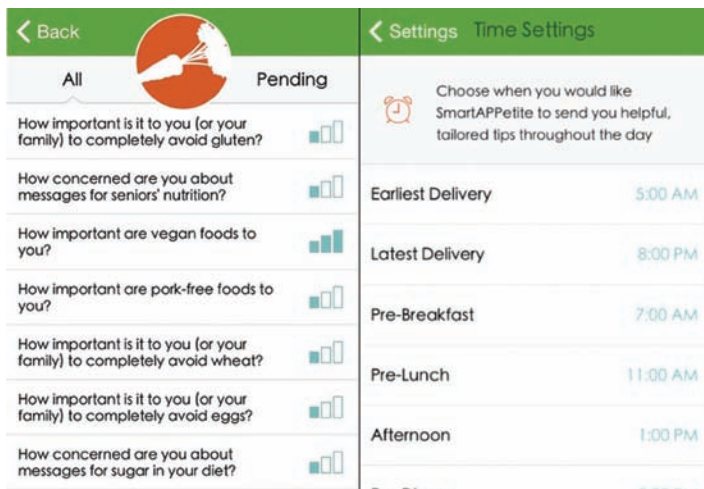 Back
All Pending
How important is it to you (or your
family) to completely avoid gluten?
How concerned are you about
messages for seniors' nutrition?
How important are vegan foods to
you?
How important are pork-free foods to
you?
How important is it to you (or your
family) to completely avoid wheat?
How important is it to you (or your
family) to completely avoid eggs?
How concerned are you about
messages for sugar in your diet?
Settings Time Settings
Choose when you would like
SmartAPPetite to send you helpful,
tailored tips throughout the day
Earliest Delivery 5:00 AM
Latest Delivery 8:00 PM
Pre-Breakfast 7:00 AM
Pre-Lunch 11:00 AM
Afternoon 1:00 PM